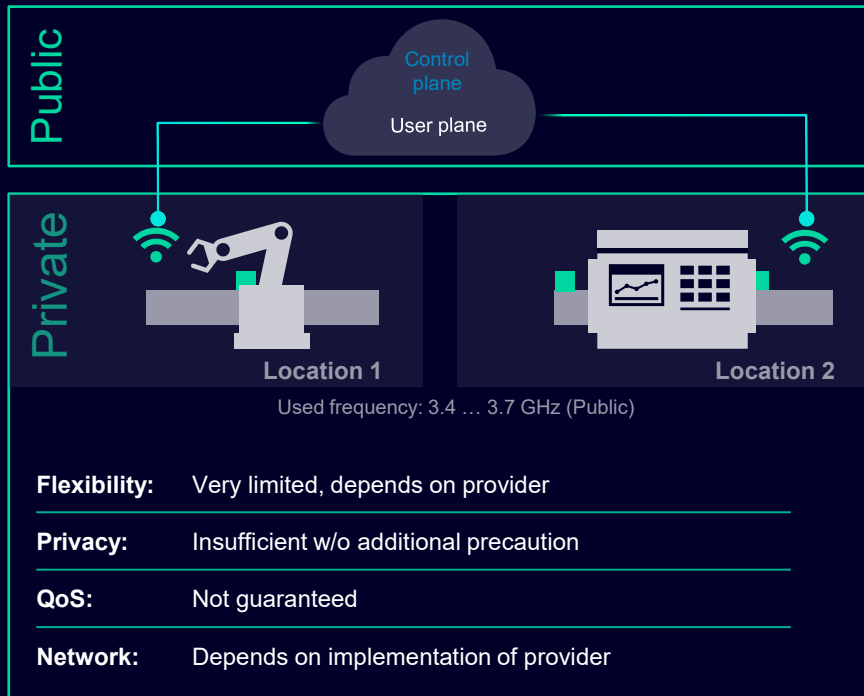 Public
Control
plane
User plane
Private
Location 1
Location 2
Used frequency: 3.4 … 3.7 GHz (Public)
Flexibility: Very limited, depends on provider
Privacy: Insufficient w/o additional precaution
QoS: Not guaranteed
Network: Depends on implementation of provider